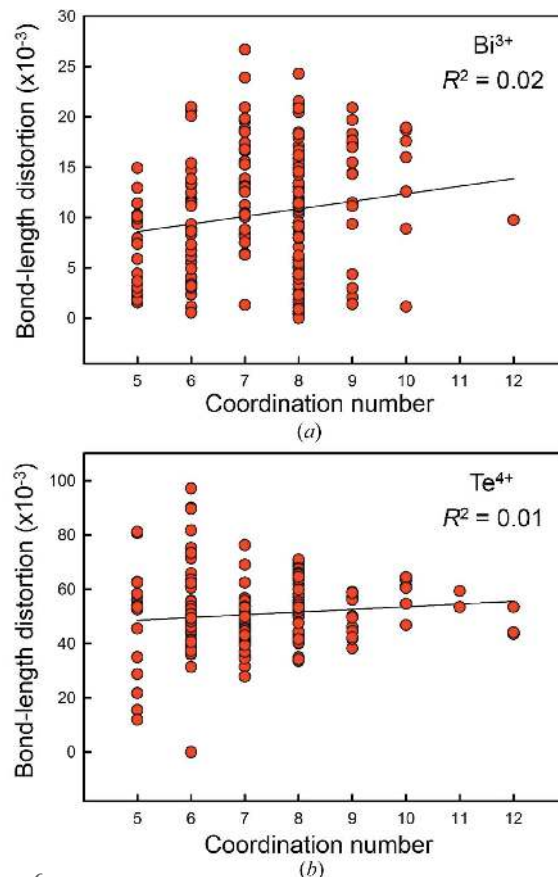 30
25
20
15
10
5
0
Bond-length distortion (x10⁻³)
Bi³⁺
R² = 0.02
5 6 7 8 9 10 11 12
Coordination number
(a)
100
80
60
40
20
0
Bond-length distortion (x10⁻³)
Te⁴⁺
R² = 0.01
5 6 7 8 9 10 11 12
Coordination number
(b)